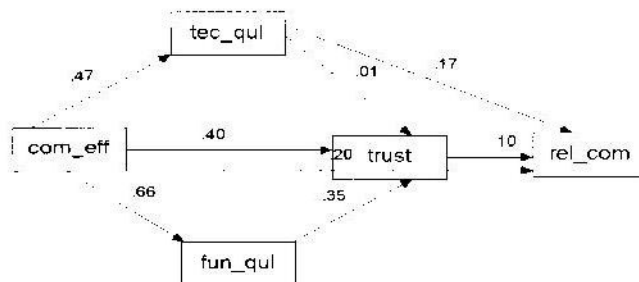 tec_qul
.47
.01
.17
com_eff
.40
.20
trust
10
rel_com
.66
.35
fun_qul